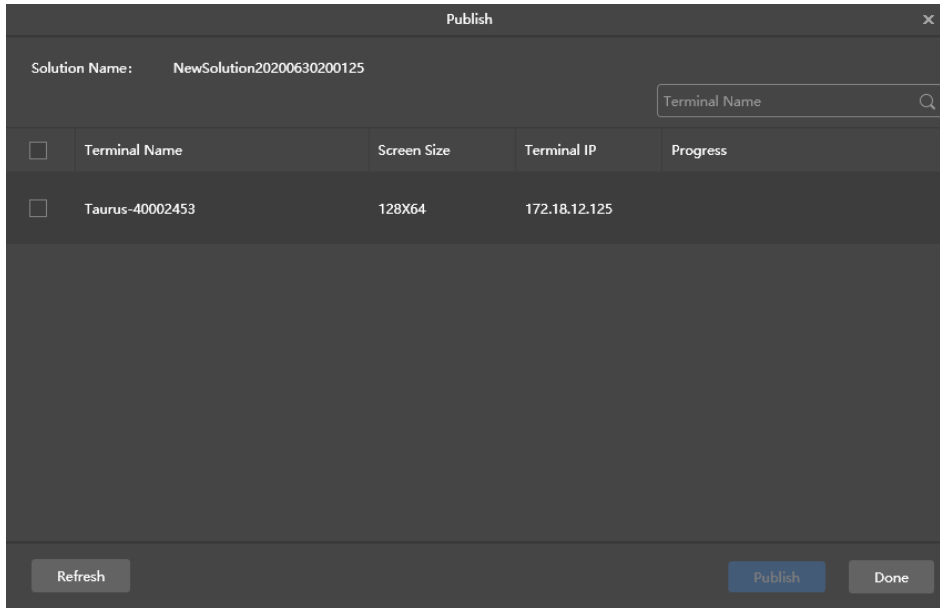 Publish
Solution Name: NewSolution20200630200125
Terminal Name
Terminal Name Screen Size Terminal IP Progress
Taurus-40002453 128X64 172.18.12.125
Refresh Publish Done